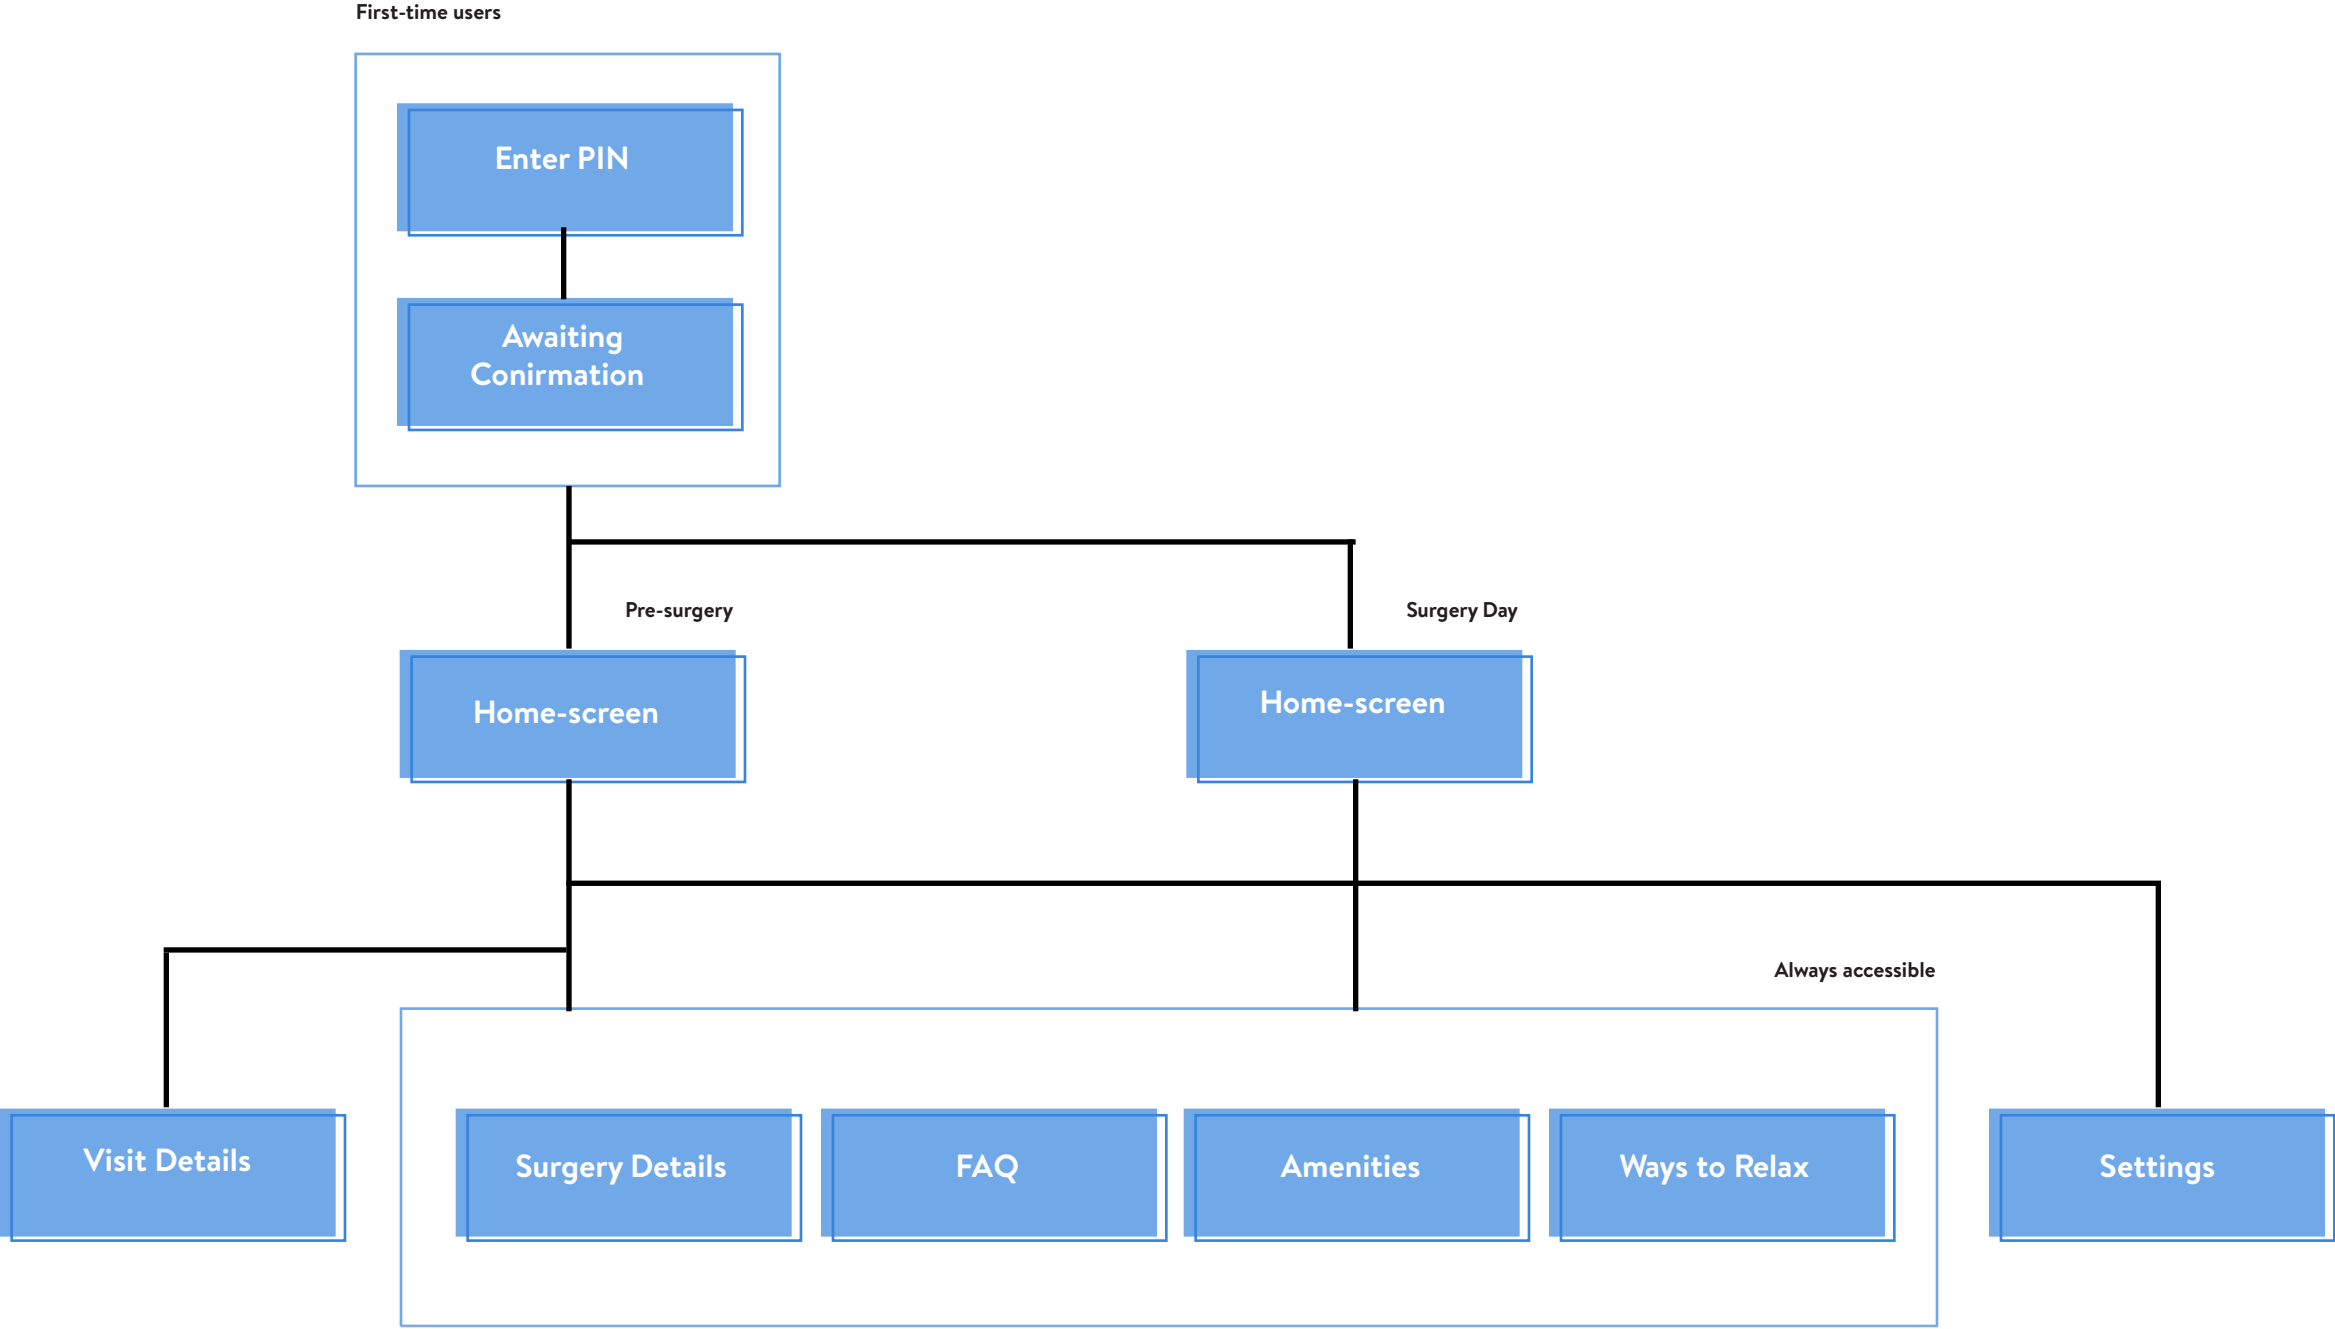 First-time users
Enter PIN
Awaiting
Conirmation
Pre-surgery
Surgery Day
Home-screen
Home-screen
Always accessible
Visit Details
Surgery Details
FAQ
Amenities
Ways to Relax
Settings